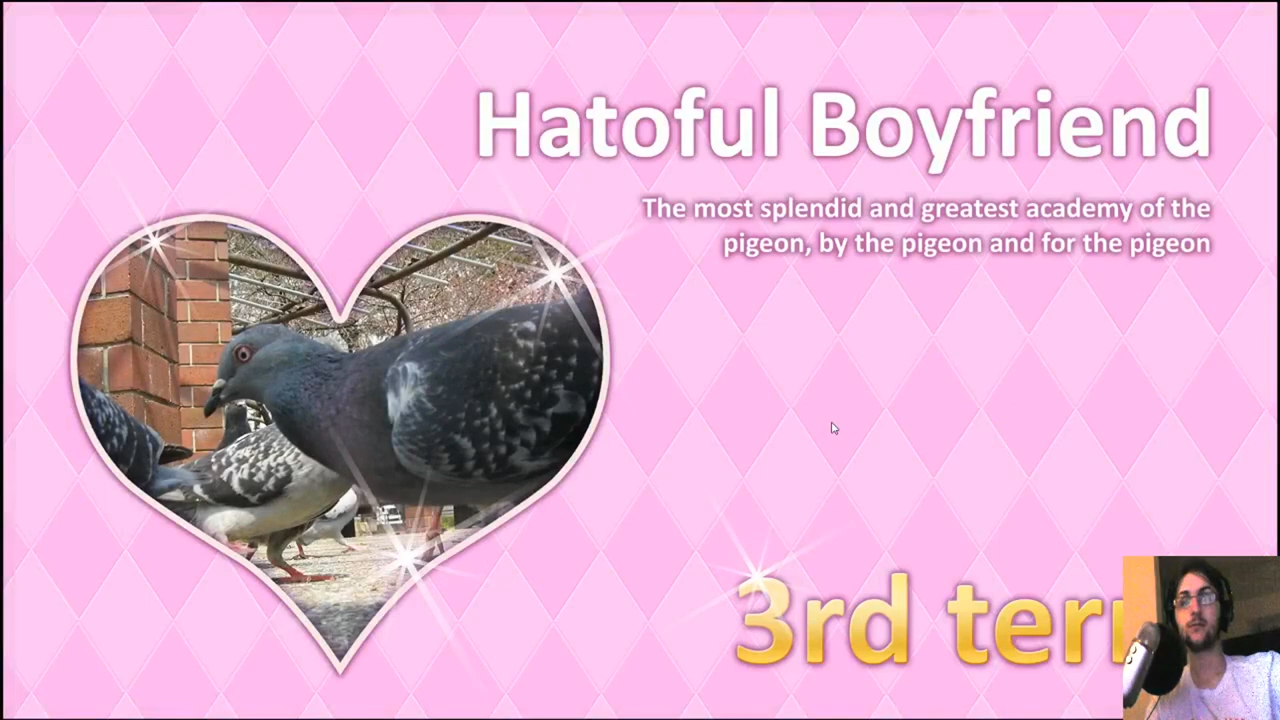 Hatoful Boyfriend
The most splendid and greatest academy of the
pigeon, by the pigeon and for the pigeon
3rd